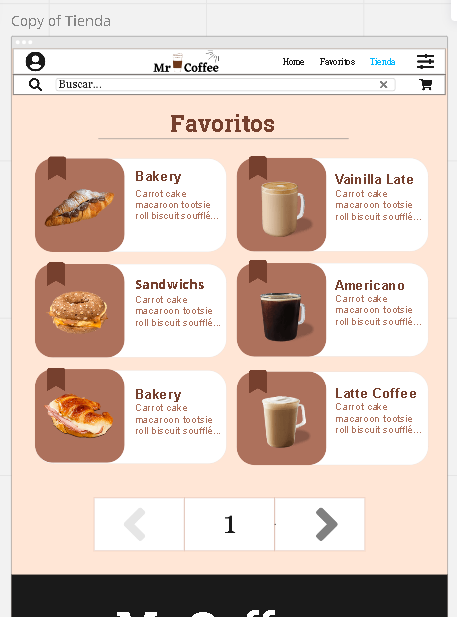 Copy of Tienda
Mr Coffee
Home Favoritos Tienda
Buscar...
Favoritos
Bakery
Carrot cake
macaroon tootsie
roll biscuit soufflé...
Vainilla Late
Carrot cake
macaroon tootsie
roll biscuit soufflé...
Sandwichs
Carrot cake
macaroon tootsie
roll biscuit soufflé...
Americano
Carrot cake
macaroon tootsie
roll biscuit soufflé...
Bakery
Carrot cake
macaroon tootsie
roll biscuit soufflé...
Latte Coffee
Carrot cake
macaroon tootsie
roll biscuit soufflé...
1